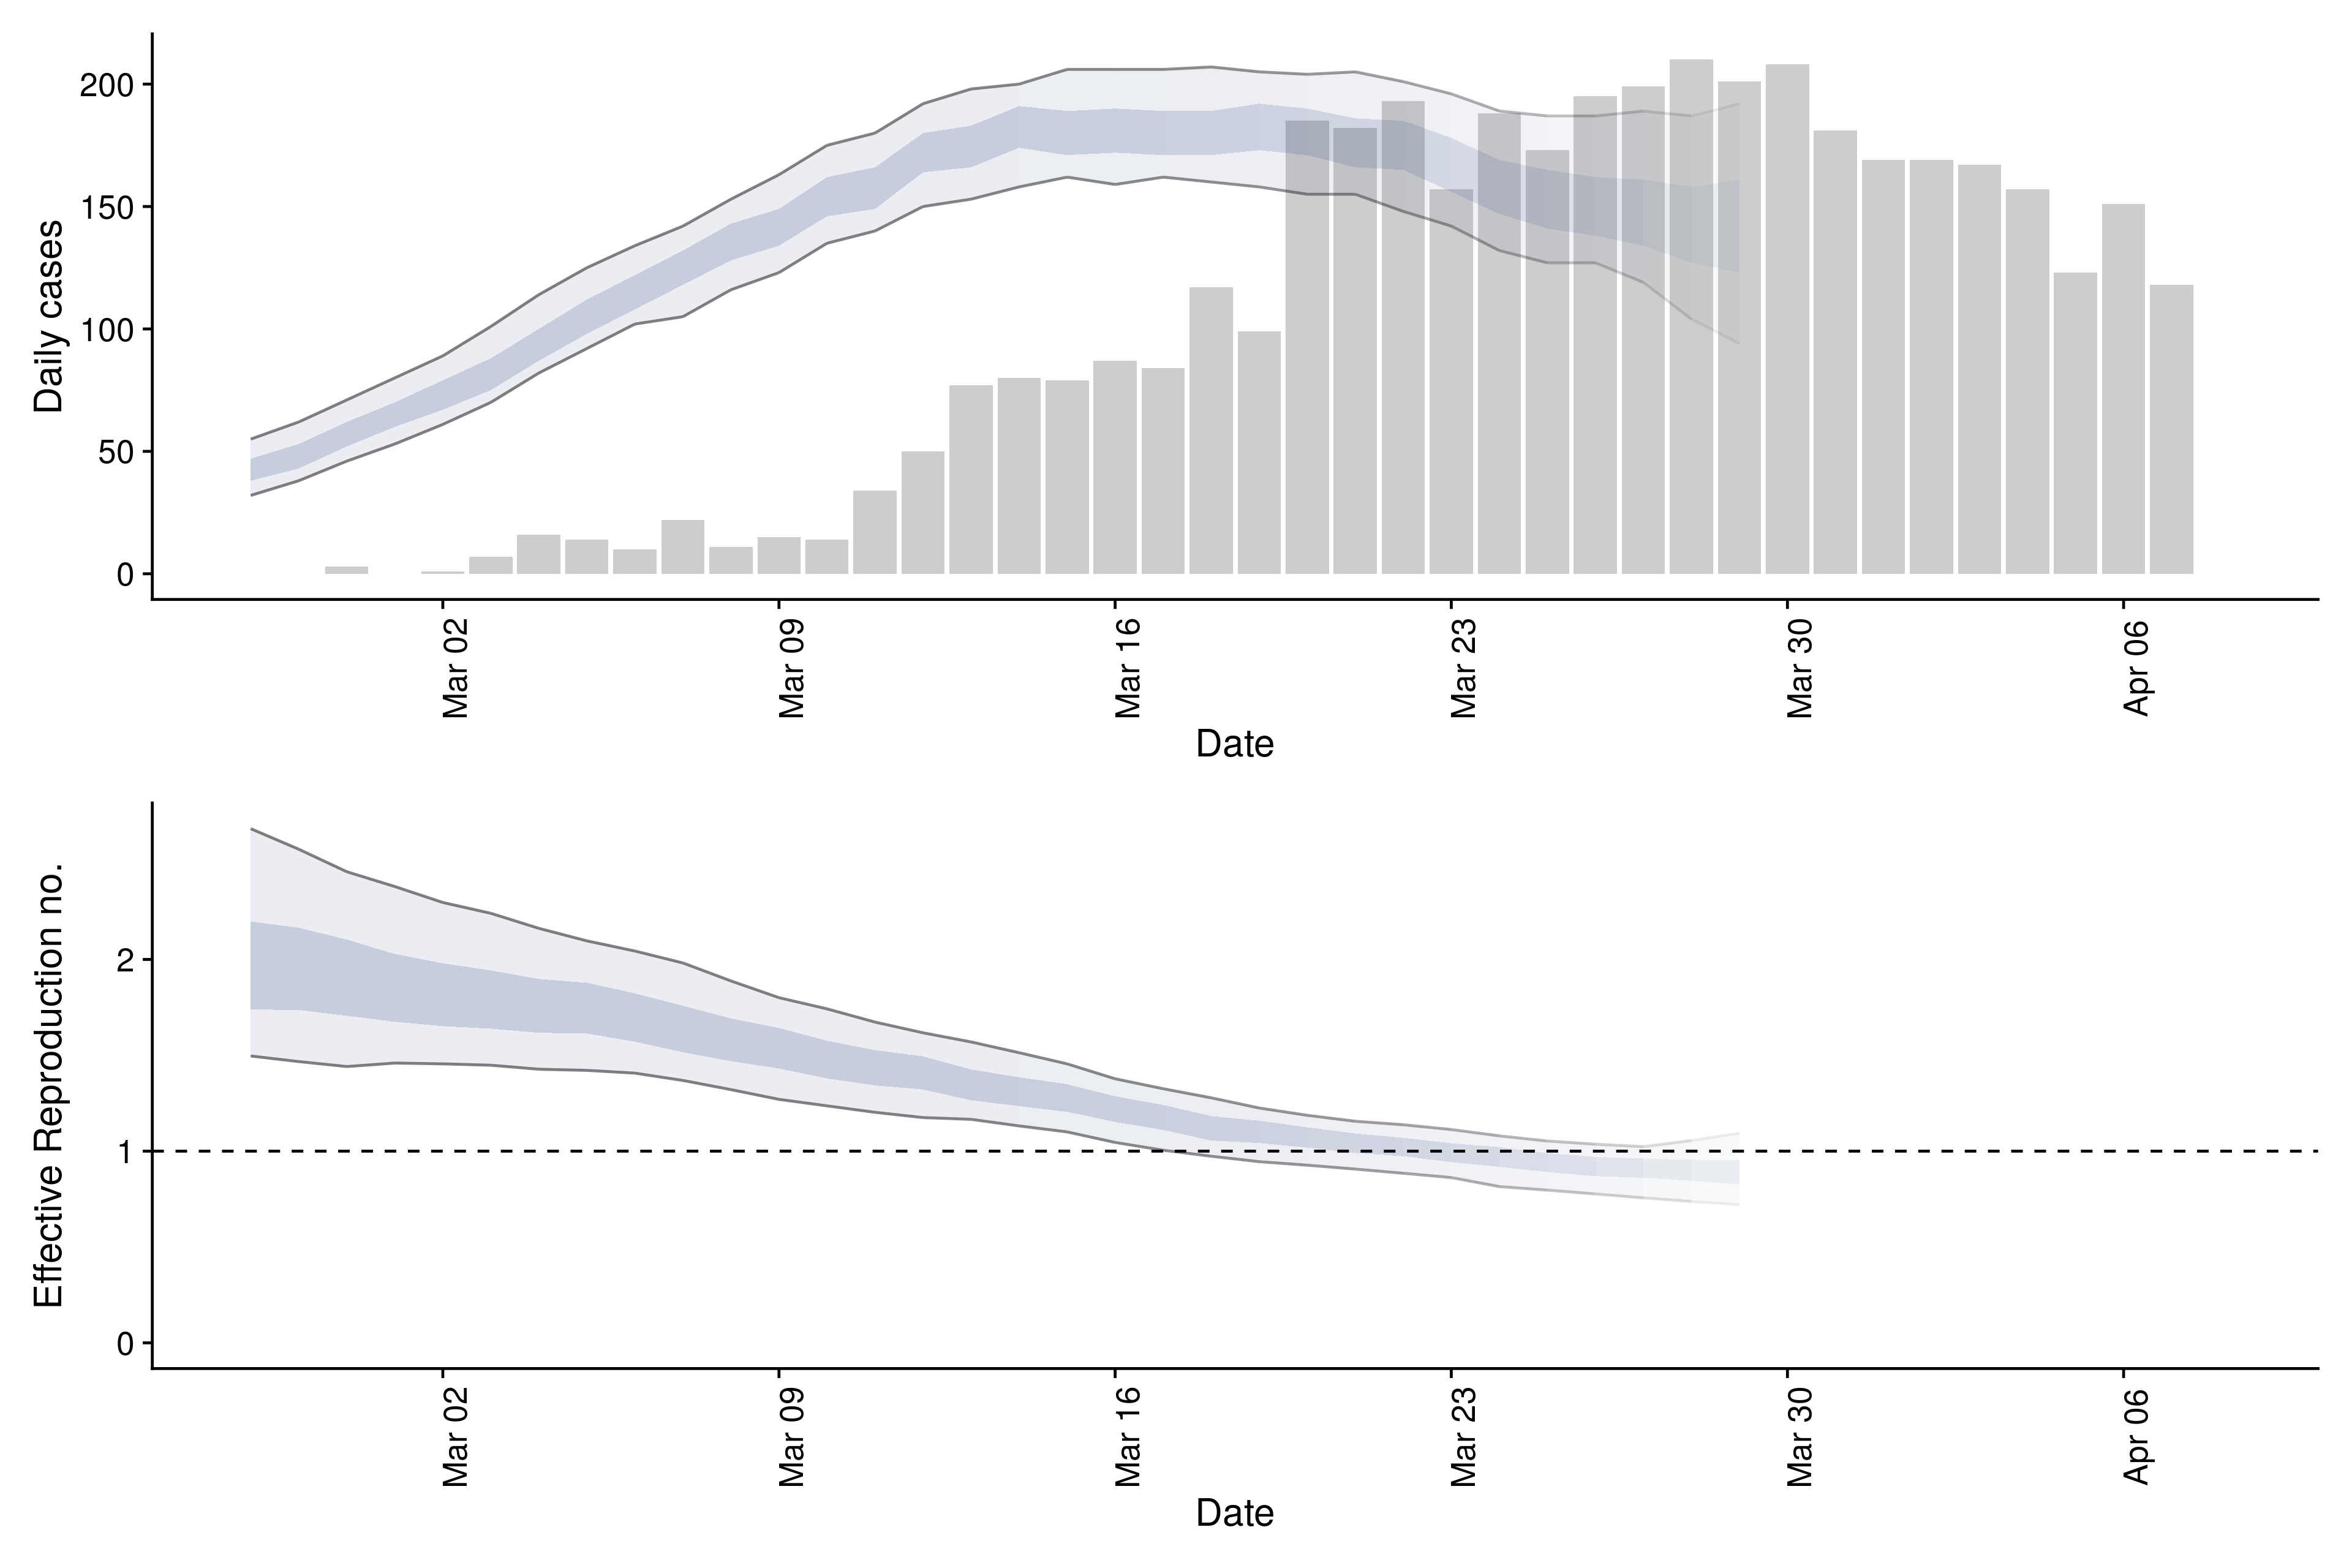 Daily cases
200
150
100
50
0
Mar 02
Mar 09
Mar 16
Mar 23
Mar 30
Apr 06
Date
Effective Reproduction no.
2
1
0
Mar 02
Mar 09
Mar 16
Mar 23
Mar 30
Apr 06
Date